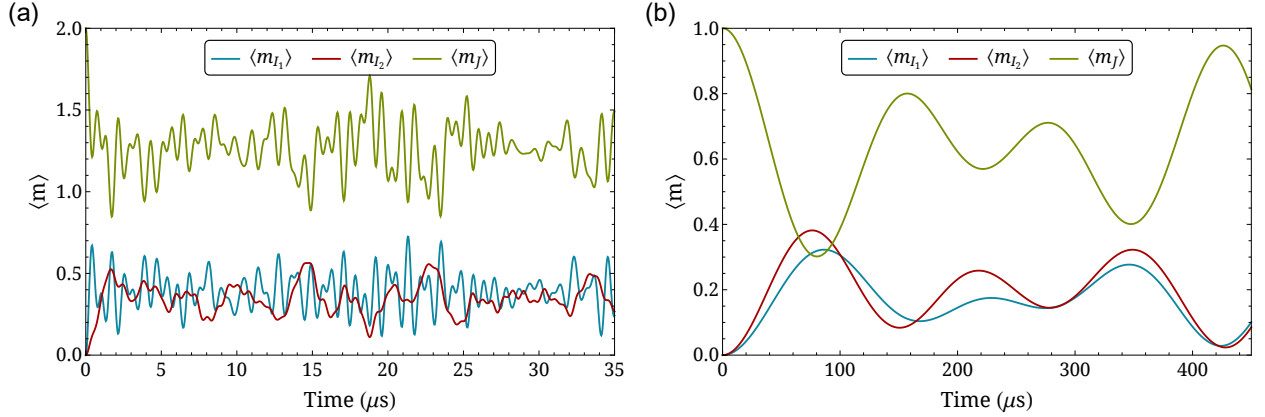 (a)
⟨m_{I_1}⟩ ⟨m_{I_2}⟩ ⟨m_J⟩
2.0
1.5
1.0
0.5
0.0
⟨m⟩
0 5 10 15 20 25 30 35
Time (μs)
(b)
⟨m_{I_1}⟩ ⟨m_{I_2}⟩ ⟨m_J⟩
1.0
0.8
0.6
0.4
0.2
0.0
⟨m⟩
0 100 200 300 400
Time (μs)